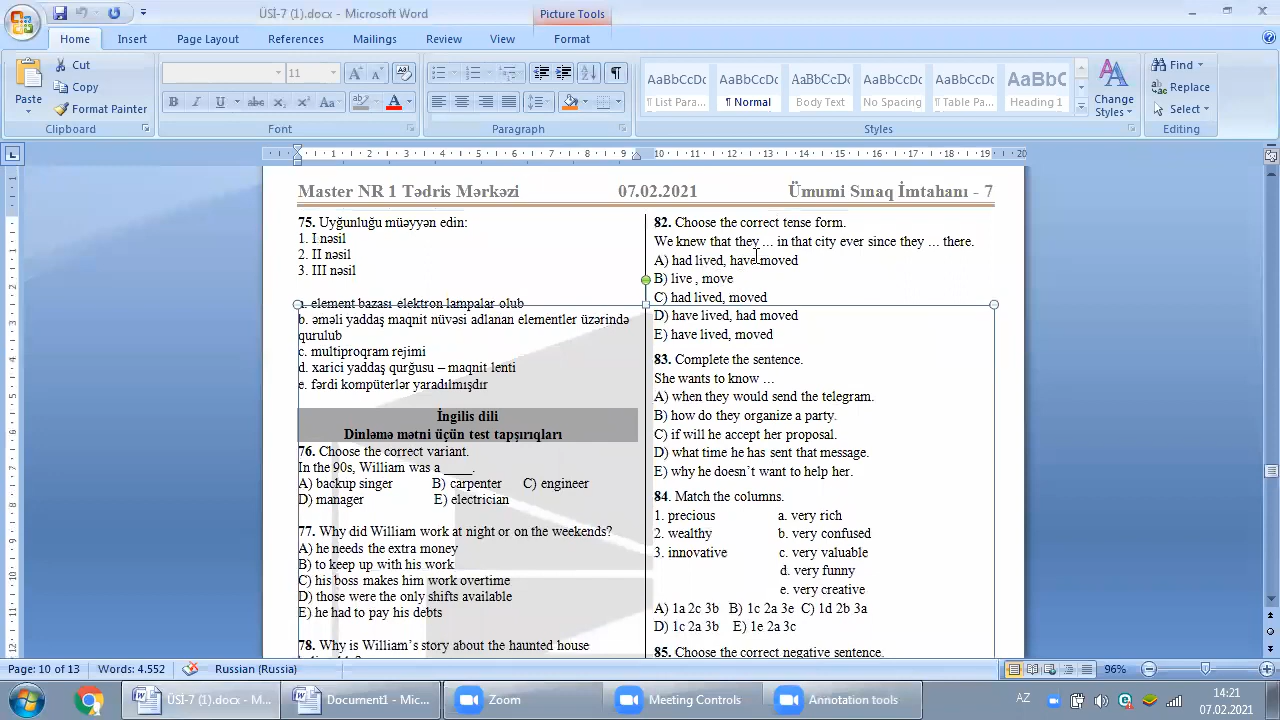 ÜSİ-7 (1).docx - Microsoft Word
Picture Tools
Home Insert Page Layout References Mailings Review View Format
Paste
Cut
Copy
Format Painter
Clipboard
11
Font
Paragraph
AaBbCcDc AaBbCcDc AaBbCcDc AaBbCcDc AaBbCcDc AaBbC
¶ List Para... ¶ Normal Body Text No Spacing ¶ Table Pa... Heading 1
Change Styles
Styles
Find
Replace
Select
Editing
Master NR 1 Tədris Mərkəzi 07.02.2021 Ümumi Sınaq İmtahanı - 7
75. Uyğunluğu müəyyən edin:
1. I nəsil
2. II nəsil
3. III nəsil
a. element bazası elektron lampalar olub
b. əməli yaddaş maqnit nüvəsi adlanan elementlər üzərində
qurulub
c. multiproqram rejimi
d. xarici yaddaş qurğusu – maqnit lenti
e. fərdi kompüterlər yaradılmışdır
İngilis dili
Dinləmə mətni üçün test tapşırıqları
76. Choose the correct variant.
In the 90s, William was a ____.
A) backup singer B) carpenter C) engineer
D) manager E) electrician
77. Why did William work at night or on the weekends?
A) he needs the extra money
B) to keep up with his work
C) his boss makes him work overtime
D) those were the only shifts available
E) he had to pay his debts
78. Why is William's story about the haunted house
82. Choose the correct tense form.
We knew that they ... in that city ever since they ... there.
A) had lived, have moved
B) live , move
C) had lived, moved
D) have lived, had moved
E) have lived, moved
83. Complete the sentence.
She wants to know ...
A) when they would send the telegram.
B) how do they organize a party.
C) if will he accept her proposal.
D) what time he has sent that message.
E) why he doesn't want to help her.
84. Match the columns.
1. precious a. very rich
2. wealthy b. very confused
3. innovative c. very valuable
d. very funny
e. very creative
A) 1a 2c 3b B) 1c 2a 3e C) 1d 2b 3a
D) 1c 2a 3b E) 1e 2a 3c
85. Choose the correct negative sentence.
Page: 10 of 13 Words: 4.552 Russian (Russia) 96%
ÜSİ-7 (1).docx - M... Document1 - Mic... Zoom Meeting Controls Annotation tools AZ 14:21
07.02.2021